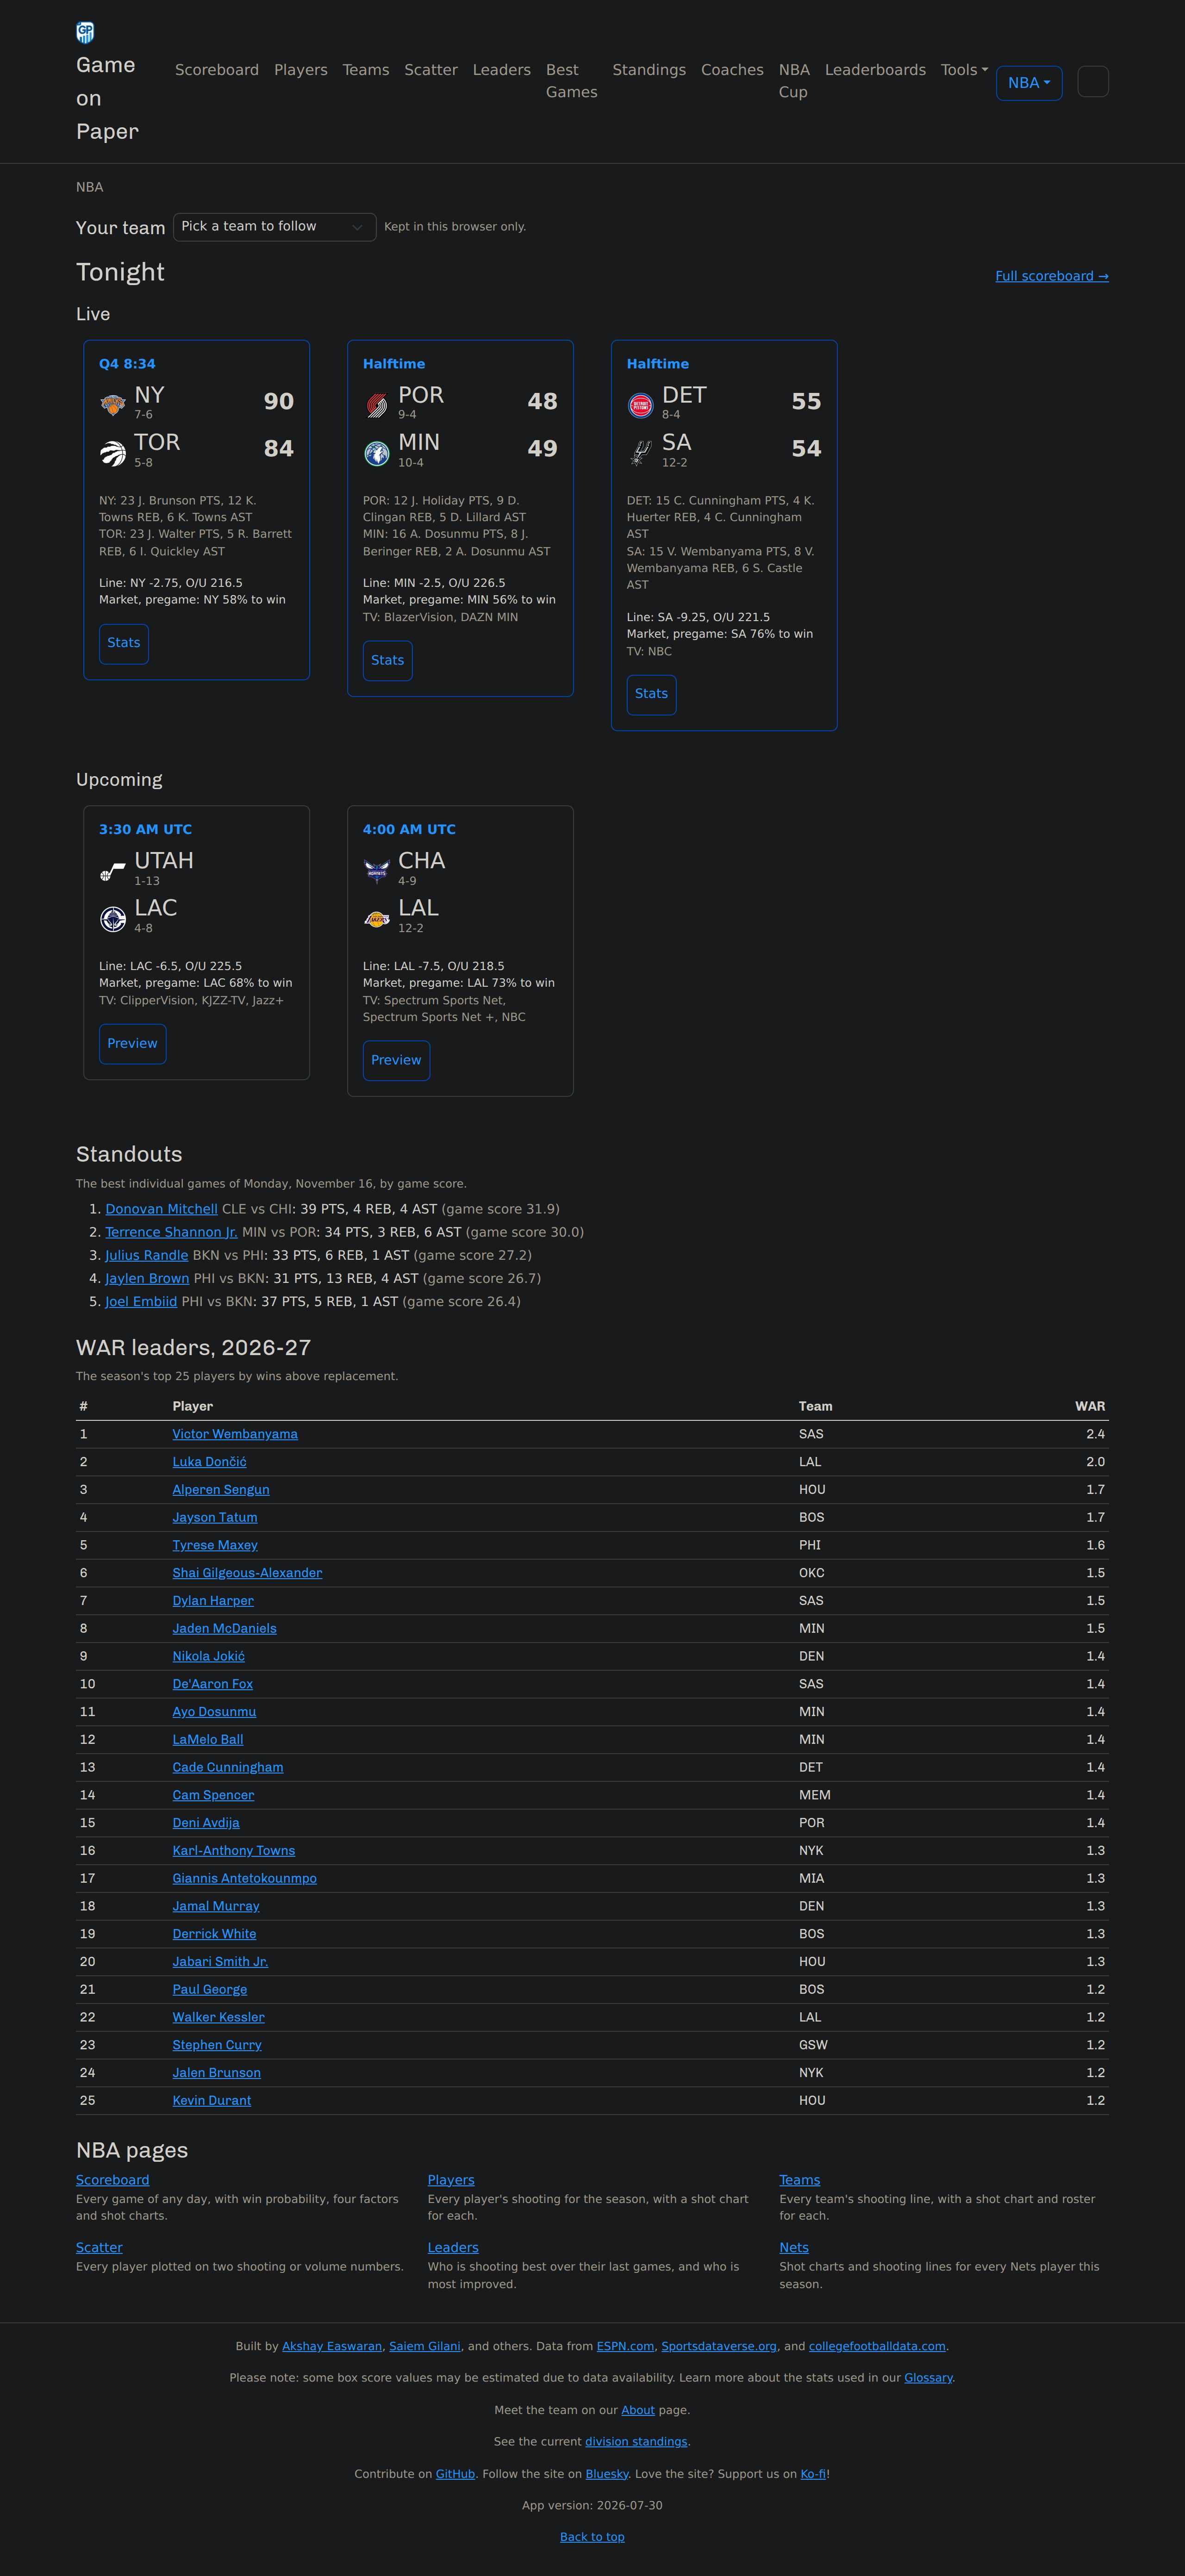 GP
Game
on
Paper
Scoreboard Players Teams Scatter Leaders Best Games Standings Coaches NBA Cup Leaderboards Tools NBA
NBA
Your team Pick a team to follow Kept in this browser only.
Tonight
Full scoreboard →
Live
Q4 8:34
NY 90
7-6
TOR 84
5-8
NY: 23 J. Brunson PTS, 12 K.
Towns REB, 6 K. Towns AST
TOR: 23 J. Walter PTS, 5 R. Barrett
REB, 6 I. Quickley AST
Line: NY -2.75, O/U 216.5
Market, pregame: NY 58% to win
Stats
Halftime
POR 48
9-4
MIN 49
10-4
POR: 12 J. Holiday PTS, 9 D.
Clingan REB, 5 D. Lillard AST
MIN: 16 A. Dosunmu PTS, 8 J.
Beringer REB, 2 A. Dosunmu AST
Line: MIN -2.5, O/U 226.5
Market, pregame: MIN 56% to win
TV: BlazerVision, DAZN MIN
Stats
Halftime
DET 55
8-4
SA 54
12-2
DET: 15 C. Cunningham PTS, 4 K.
Huerter REB, 4 C. Cunningham
AST
SA: 15 V. Wembanyama PTS, 8 V.
Wembanyama REB, 6 S. Castle
AST
Line: SA -9.25, O/U 221.5
Market, pregame: SA 76% to win
TV: NBC
Stats
Upcoming
3:30 AM UTC
UTAH
1-13
LAC
4-8
Line: LAC -6.5, O/U 225.5
Market, pregame: LAC 68% to win
TV: ClipperVision, KJZZ-TV, Jazz+
Preview
4:00 AM UTC
CHA
4-9
LAL
12-2
Line: LAL -7.5, O/U 218.5
Market, pregame: LAL 73% to win
TV: Spectrum Sports Net,
Spectrum Sports Net +, NBC
Preview
Standouts
The best individual games of Monday, November 16, by game score.
1. Donovan Mitchell CLE vs CHI: 39 PTS, 4 REB, 4 AST (game score 31.9)
2. Terrence Shannon Jr. MIN vs POR: 34 PTS, 3 REB, 6 AST (game score 30.0)
3. Julius Randle BKN vs PHI: 33 PTS, 6 REB, 1 AST (game score 27.2)
4. Jaylen Brown PHI vs BKN: 31 PTS, 13 REB, 4 AST (game score 26.7)
5. Joel Embiid PHI vs BKN: 37 PTS, 5 REB, 1 AST (game score 26.4)
WAR leaders, 2026-27
The season's top 25 players by wins above replacement.
# Player Team WAR
1 Victor Wembanyama SAS 2.4
2 Luka Dončić LAL 2.0
3 Alperen Sengun HOU 1.7
4 Jayson Tatum BOS 1.7
5 Tyrese Maxey PHI 1.6
6 Shai Gilgeous-Alexander OKC 1.5
7 Dylan Harper SAS 1.5
8 Jaden McDaniels MIN 1.5
9 Nikola Jokić DEN 1.4
10 De'Aaron Fox SAS 1.4
11 Ayo Dosunmu MIN 1.4
12 LaMelo Ball MIN 1.4
13 Cade Cunningham DET 1.4
14 Cam Spencer MEM 1.4
15 Deni Avdija POR 1.4
16 Karl-Anthony Towns NYK 1.3
17 Giannis Antetokounmpo MIA 1.3
18 Jamal Murray DEN 1.3
19 Derrick White BOS 1.3
20 Jabari Smith Jr. HOU 1.3
21 Paul George BOS 1.2
22 Walker Kessler LAL 1.2
23 Stephen Curry GSW 1.2
24 Jalen Brunson NYK 1.2
25 Kevin Durant HOU 1.2
NBA pages
Scoreboard
Every game of any day, with win probability, four factors
and shot charts.
Players
Every player's shooting for the season, with a shot chart
for each.
Teams
Every team's shooting line, with a shot chart and roster
for each.
Scatter
Every player plotted on two shooting or volume numbers.
Leaders
Who is shooting best over their last games, and who is
most improved.
Nets
Shot charts and shooting lines for every Nets player this
season.
Built by Akshay Easwaran, Saiem Gilani, and others. Data from ESPN.com, Sportsdataverse.org, and collegefootballdata.com.
Please note: some box score values may be estimated due to data availability. Learn more about the stats used in our Glossary.
Meet the team on our About page.
See the current division standings.
Contribute on GitHub. Follow the site on Bluesky. Love the site? Support us on Ko-fi!
App version: 2026-07-30
Back to top